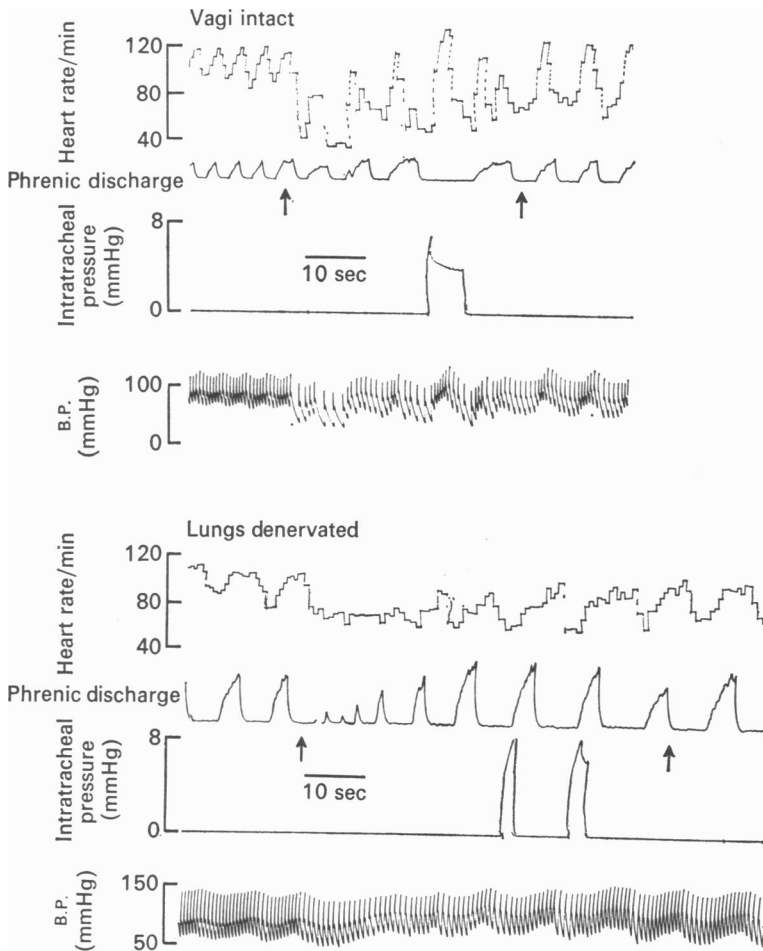 Vagi intact
Heart rate/min
120
80
40
Phrenic discharge
Intratracheal
pressure
(mmHg)
8
0
10 sec
B.P.
(mmHg)
100
0
Lungs denervated
Heart rate/min
120
80
40
Phrenic discharge
Intratracheal
pressure
(mmHg)
8
0
10 sec
B.P.
(mmHg)
150
50